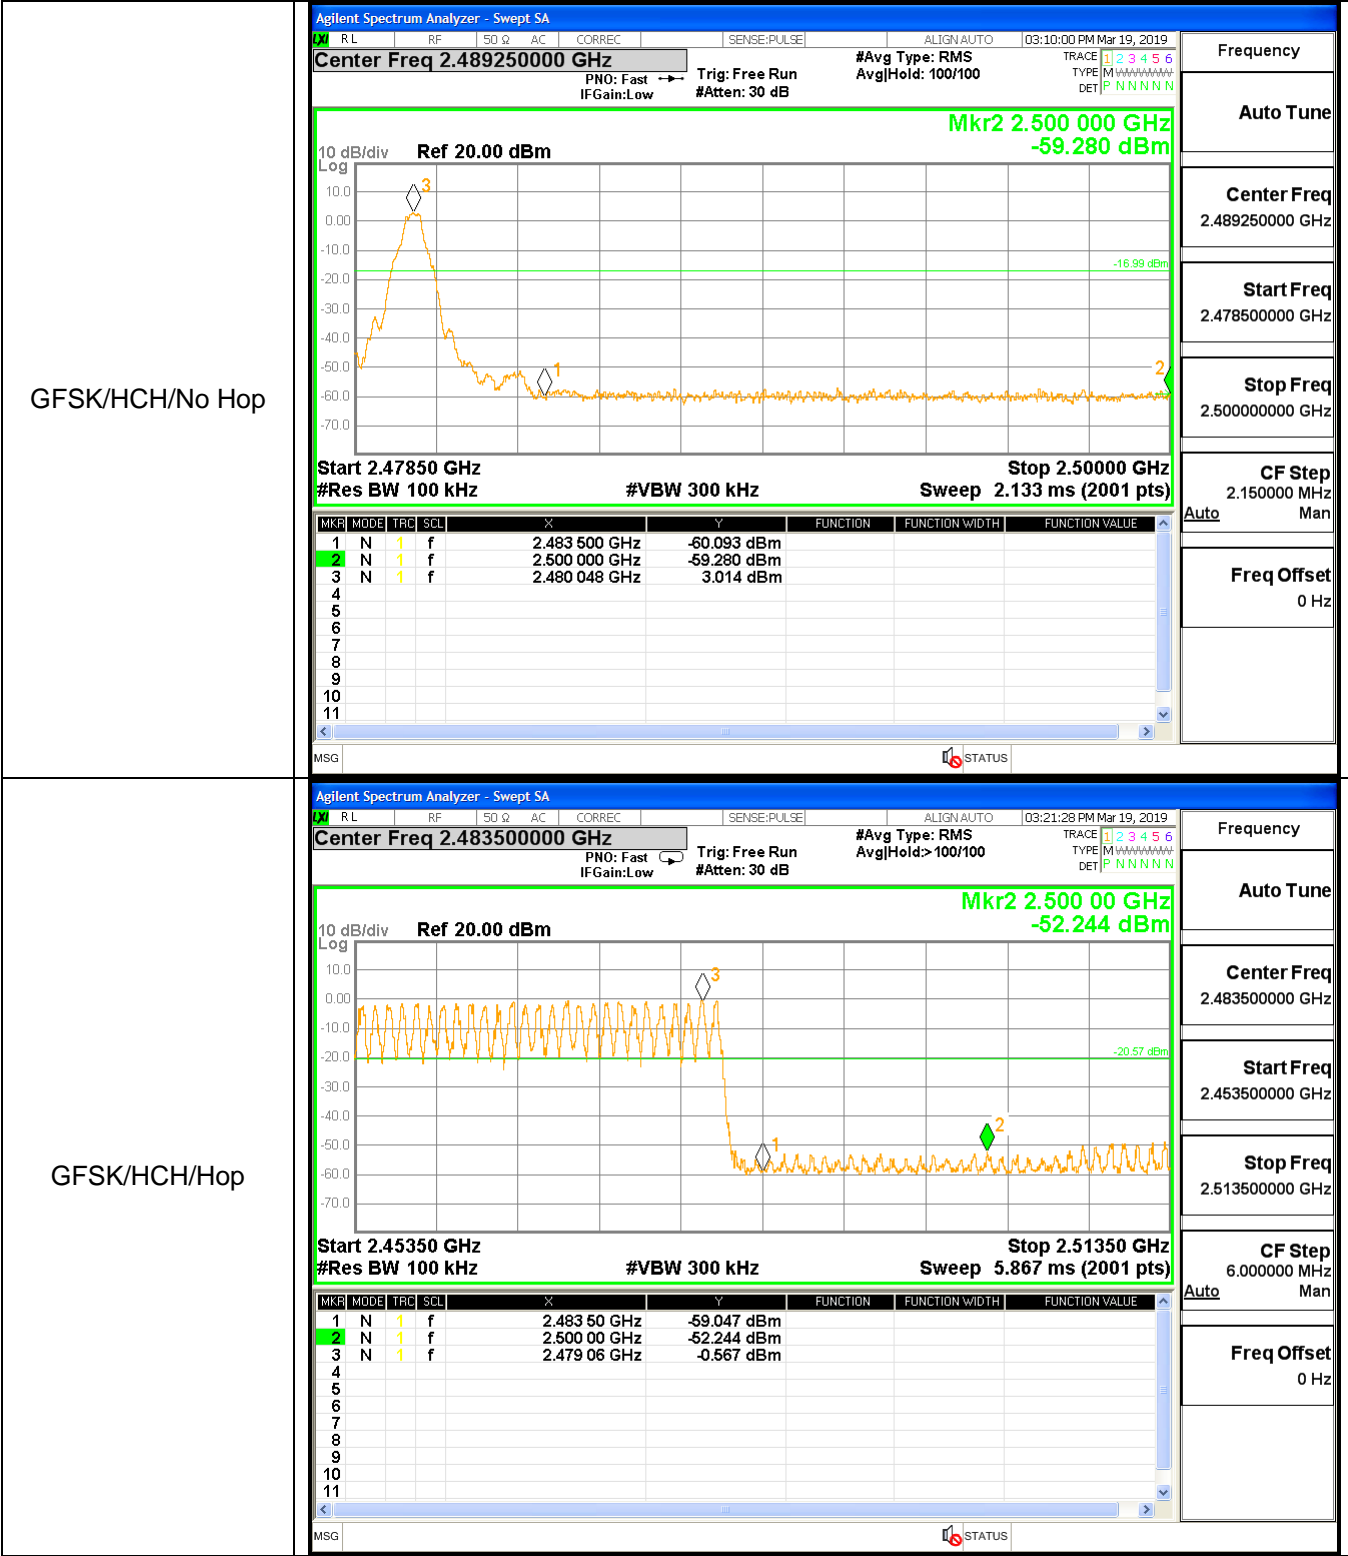 GFSK/HCH/No Hop
Agilent Spectrum Analyzer - Swept SA
LXI RL RF 50 Ω AC CORREC SENSE:PULSE ALIGN AUTO 03:10:00 PM Mar 19, 2019
Center Freq 2.489250000 GHz
PNO: Fast
IFGain:Low
Trig: Free Run
#Atten: 30 dB
#Avg Type: RMS
Avg|Hold: 100/100
TRACE 1 2 3 4 5 6
TYPE M
DET P N N N N N
Mkr2 2.500 000 GHz
-59.280 dBm
10 dB/div Ref 20.00 dBm
Log
10.0
0.00
-10.0
-20.0
-30.0
-40.0
-50.0
-60.0
-70.0
3
-16.99 dBm
1
2
Start 2.47850 GHz Stop 2.50000 GHz
#Res BW 100 kHz #VBW 300 kHz Sweep 2.133 ms (2001 pts)
MKR MODE TRC SCL X Y FUNCTION FUNCTION WIDTH FUNCTION VALUE
1 N 1 f 2.483 500 GHz -60.093 dBm
2 N 1 f 2.500 000 GHz -59.280 dBm
3 N 1 f 2.480 048 GHz 3.014 dBm
4
5
6
7
8
9
10
11
MSG STATUS
Frequency
Auto Tune
Center Freq
2.489250000 GHz
Start Freq
2.478500000 GHz
Stop Freq
2.500000000 GHz
CF Step
2.150000 MHz
Auto Man
Freq Offset
0 Hz
GFSK/HCH/Hop
Agilent Spectrum Analyzer - Swept SA
LXI RL RF 50 Ω AC CORREC SENSE:PULSE ALIGN AUTO 03:21:28 PM Mar 19, 2019
Center Freq 2.483500000 GHz
PNO: Fast
IFGain:Low
Trig: Free Run
#Atten: 30 dB
#Avg Type: RMS
Avg|Hold:>100/100
TRACE 1 2 3 4 5 6
TYPE M
DET P N N N N N
Mkr2 2.500 00 GHz
-52.244 dBm
10 dB/div Ref 20.00 dBm
Log
10.0
0.00
-10.0
-20.0
-30.0
-40.0
-50.0
-60.0
-70.0
3
-20.57 dBm
2
1
Start 2.45350 GHz Stop 2.51350 GHz
#Res BW 100 kHz #VBW 300 kHz Sweep 5.867 ms (2001 pts)
MKR MODE TRC SCL X Y FUNCTION FUNCTION WIDTH FUNCTION VALUE
1 N 1 f 2.483 50 GHz -59.047 dBm
2 N 1 f 2.500 00 GHz -52.244 dBm
3 N 1 f 2.479 06 GHz -0.567 dBm
4
5
6
7
8
9
10
11
MSG STATUS
Frequency
Auto Tune
Center Freq
2.483500000 GHz
Start Freq
2.453500000 GHz
Stop Freq
2.513500000 GHz
CF Step
6.000000 MHz
Auto Man
Freq Offset
0 Hz